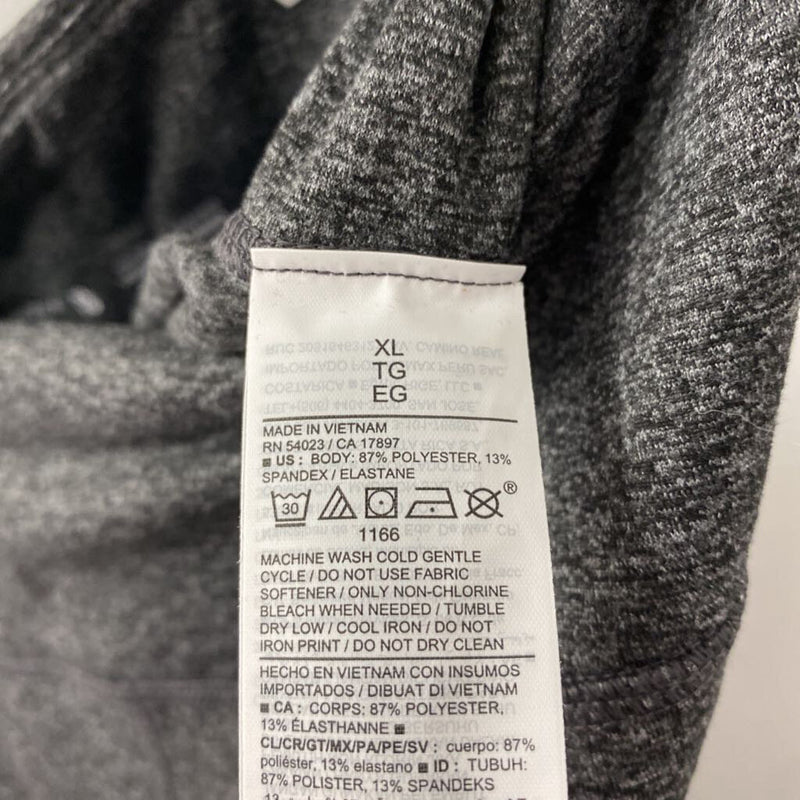 XL
TG
EG
MADE IN VIETNAM
RN 54023 / CA 17897
■ US : BODY: 87% POLYESTER, 13%
SPANDEX / ELASTANE
30 ®
1166
MACHINE WASH COLD GENTLE
CYCLE / DO NOT USE FABRIC
SOFTENER / ONLY NON-CHLORINE
BLEACH WHEN NEEDED / TUMBLE
DRY LOW / COOL IRON / DO NOT
IRON PRINT / DO NOT DRY CLEAN
HECHO EN VIETNAM CON INSUMOS
IMPORTADOS / DIBUAT DI VIETNAM
■ CA : CORPS: 87% POLYESTER,
13% ÉLASTHANNE ■
CL/CR/GT/MX/PA/PE/SV : cuerpo: 87%
poliéster, 13% elastano ■ ID : TUBUH:
87% POLISTER, 13% SPANDEKS